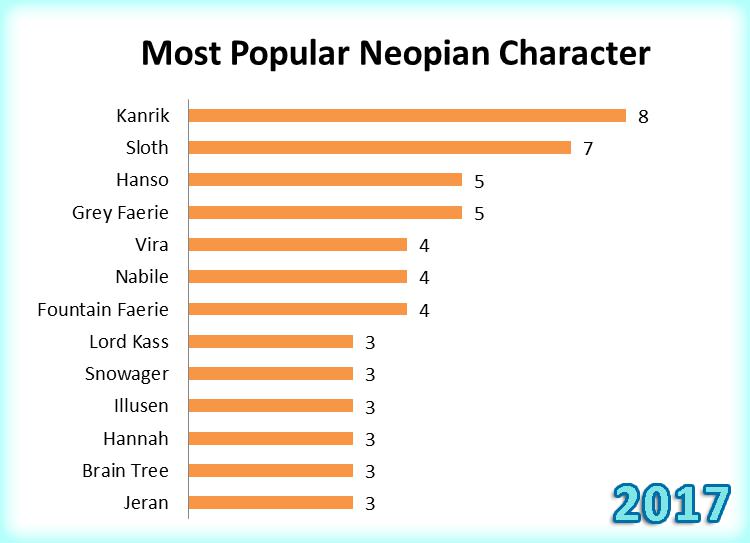 Most Popular Neopian Character
Kanrik 8
Sloth 7
Hanso 5
Grey Faerie 5
Vira 4
Nabile 4
Fountain Faerie 4
Lord Kass 3
Snowager 3
Illusen 3
Hannah 3
Brain Tree 3
Jeran 3
2017